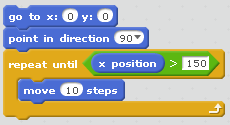 go to x: 0 y: 0
point in direction 90▾
repeat until x position > 150
move 10 steps